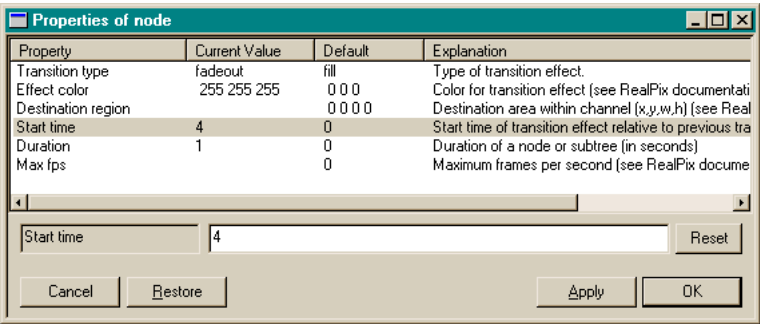 Properties of node
Property Current Value Default Explanation
Transition type fadeout fill Type of transition effect.
Effect color 255 255 255 0 0 0 Color for transition effect (see RealPix documentati
Destination region 0 0 0 0 Destination area within channel (x,y,w,h) (see Real
Start time 4 0 Start time of transition effect relative to previous tra
Duration 1 0 Duration of a node or subtree (in seconds)
Max fps 0 Maximum frames per second (see RealPix docume
Start time 4 Reset
Cancel Restore Apply OK